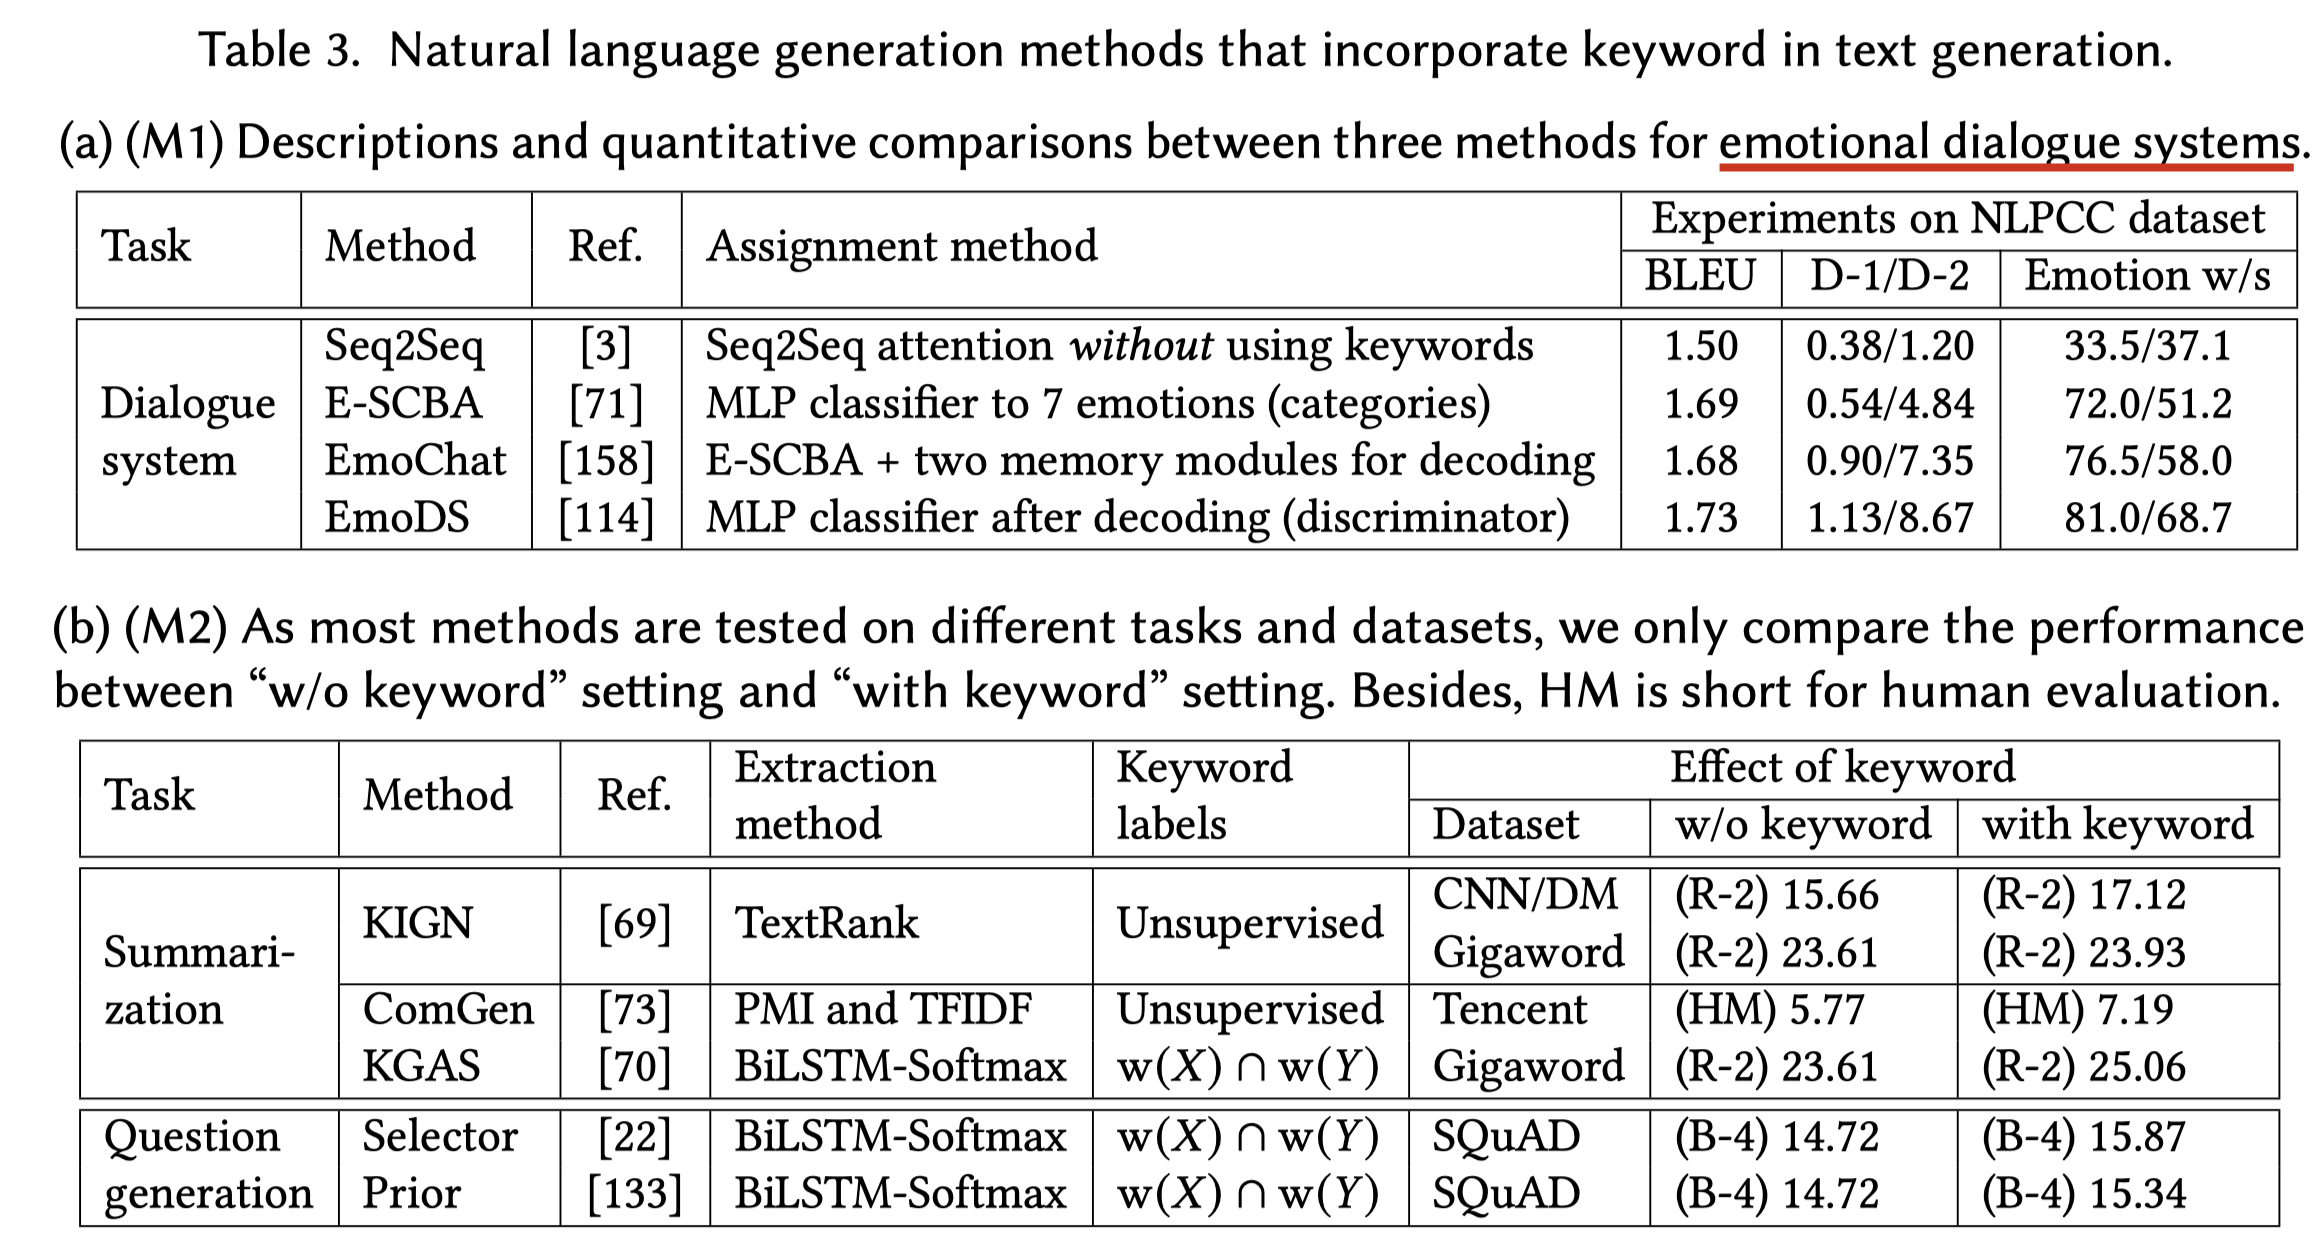 Table 3. Natural language generation methods that incorporate keyword in text generation.
(a) (M1) Descriptions and quantitative comparisons between three methods for emotional dialogue systems.
Task Method Ref. Assignment method Experiments on NLPCC dataset
BLEU D-1/D-2 Emotion w/s
Dialogue system
Seq2Seq [3] Seq2Seq attention without using keywords 1.50 0.38/1.20 33.5/37.1
E-SCBA [71] MLP classifier to 7 emotions (categories) 1.69 0.54/4.84 72.0/51.2
EmoChat [158] E-SCBA + two memory modules for decoding 1.68 0.90/7.35 76.5/58.0
EmoDS [114] MLP classifier after decoding (discriminator) 1.73 1.13/8.67 81.0/68.7
(b) (M2) As most methods are tested on different tasks and datasets, we only compare the performance
between “w/o keyword” setting and “with keyword” setting. Besides, HM is short for human evaluation.
Task Method Ref. Extraction method Keyword labels Effect of keyword
Dataset w/o keyword with keyword
Summari-
zation
KIGN [69] TextRank Unsupervised CNN/DM (R-2) 15.66 (R-2) 17.12
Gigaword (R-2) 23.61 (R-2) 23.93
ComGen [73] PMI and TFIDF Unsupervised Tencent (HM) 5.77 (HM) 7.19
KGAS [70] BiLSTM-Softmax w(X) ∩ w(Y) Gigaword (R-2) 23.61 (R-2) 25.06
Question generation
Selector [22] BiLSTM-Softmax w(X) ∩ w(Y) SQuAD (B-4) 14.72 (B-4) 15.87
Prior [133] BiLSTM-Softmax w(X) ∩ w(Y) SQuAD (B-4) 14.72 (B-4) 15.34